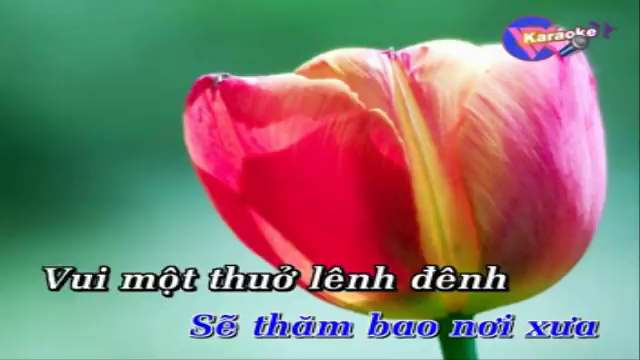 Karaoke
Vui một thuở lênh đênh
Sẽ thăm bao nơi xưa